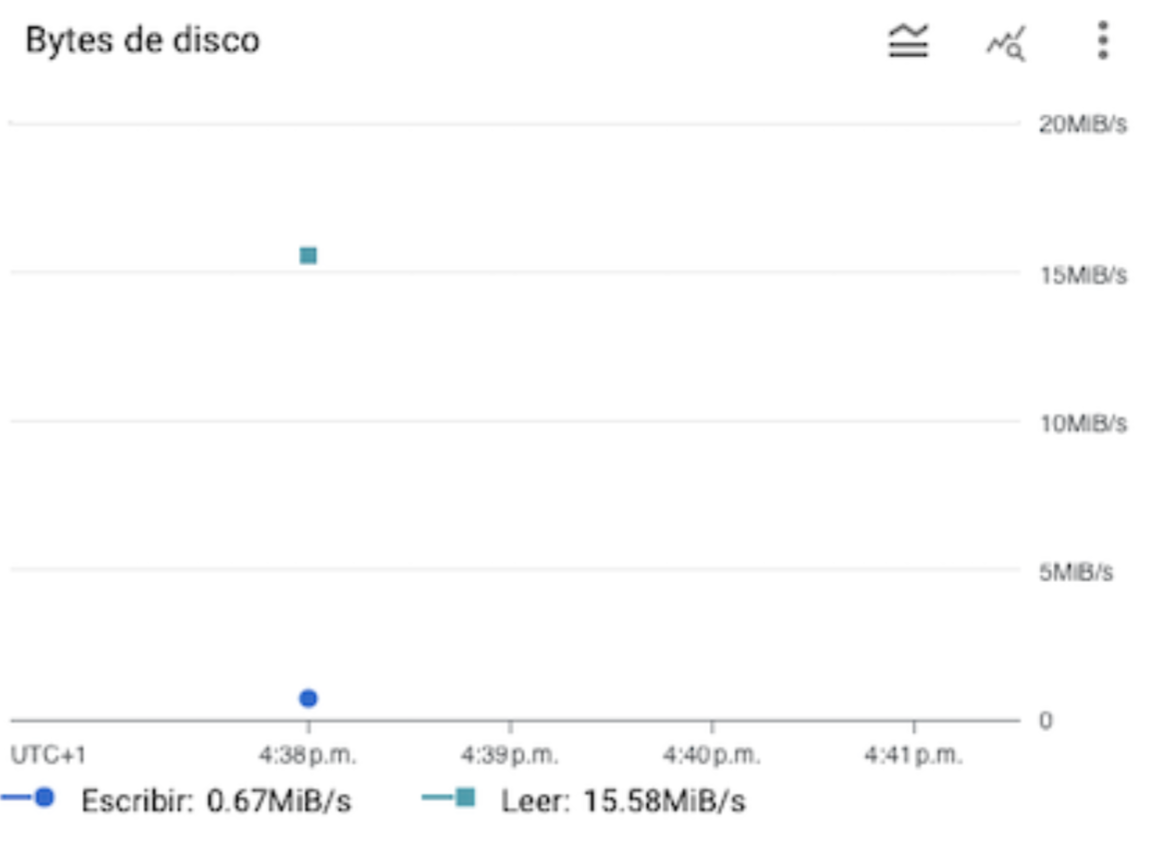 Bytes de disco
20MiB/s
15MiB/s
10MiB/s
5MiB/s
0
UTC+1 4:38 p.m. 4:39 p.m. 4:40 p.m. 4:41 p.m.
Escribir: 0.67MiB/s Leer: 15.58MiB/s